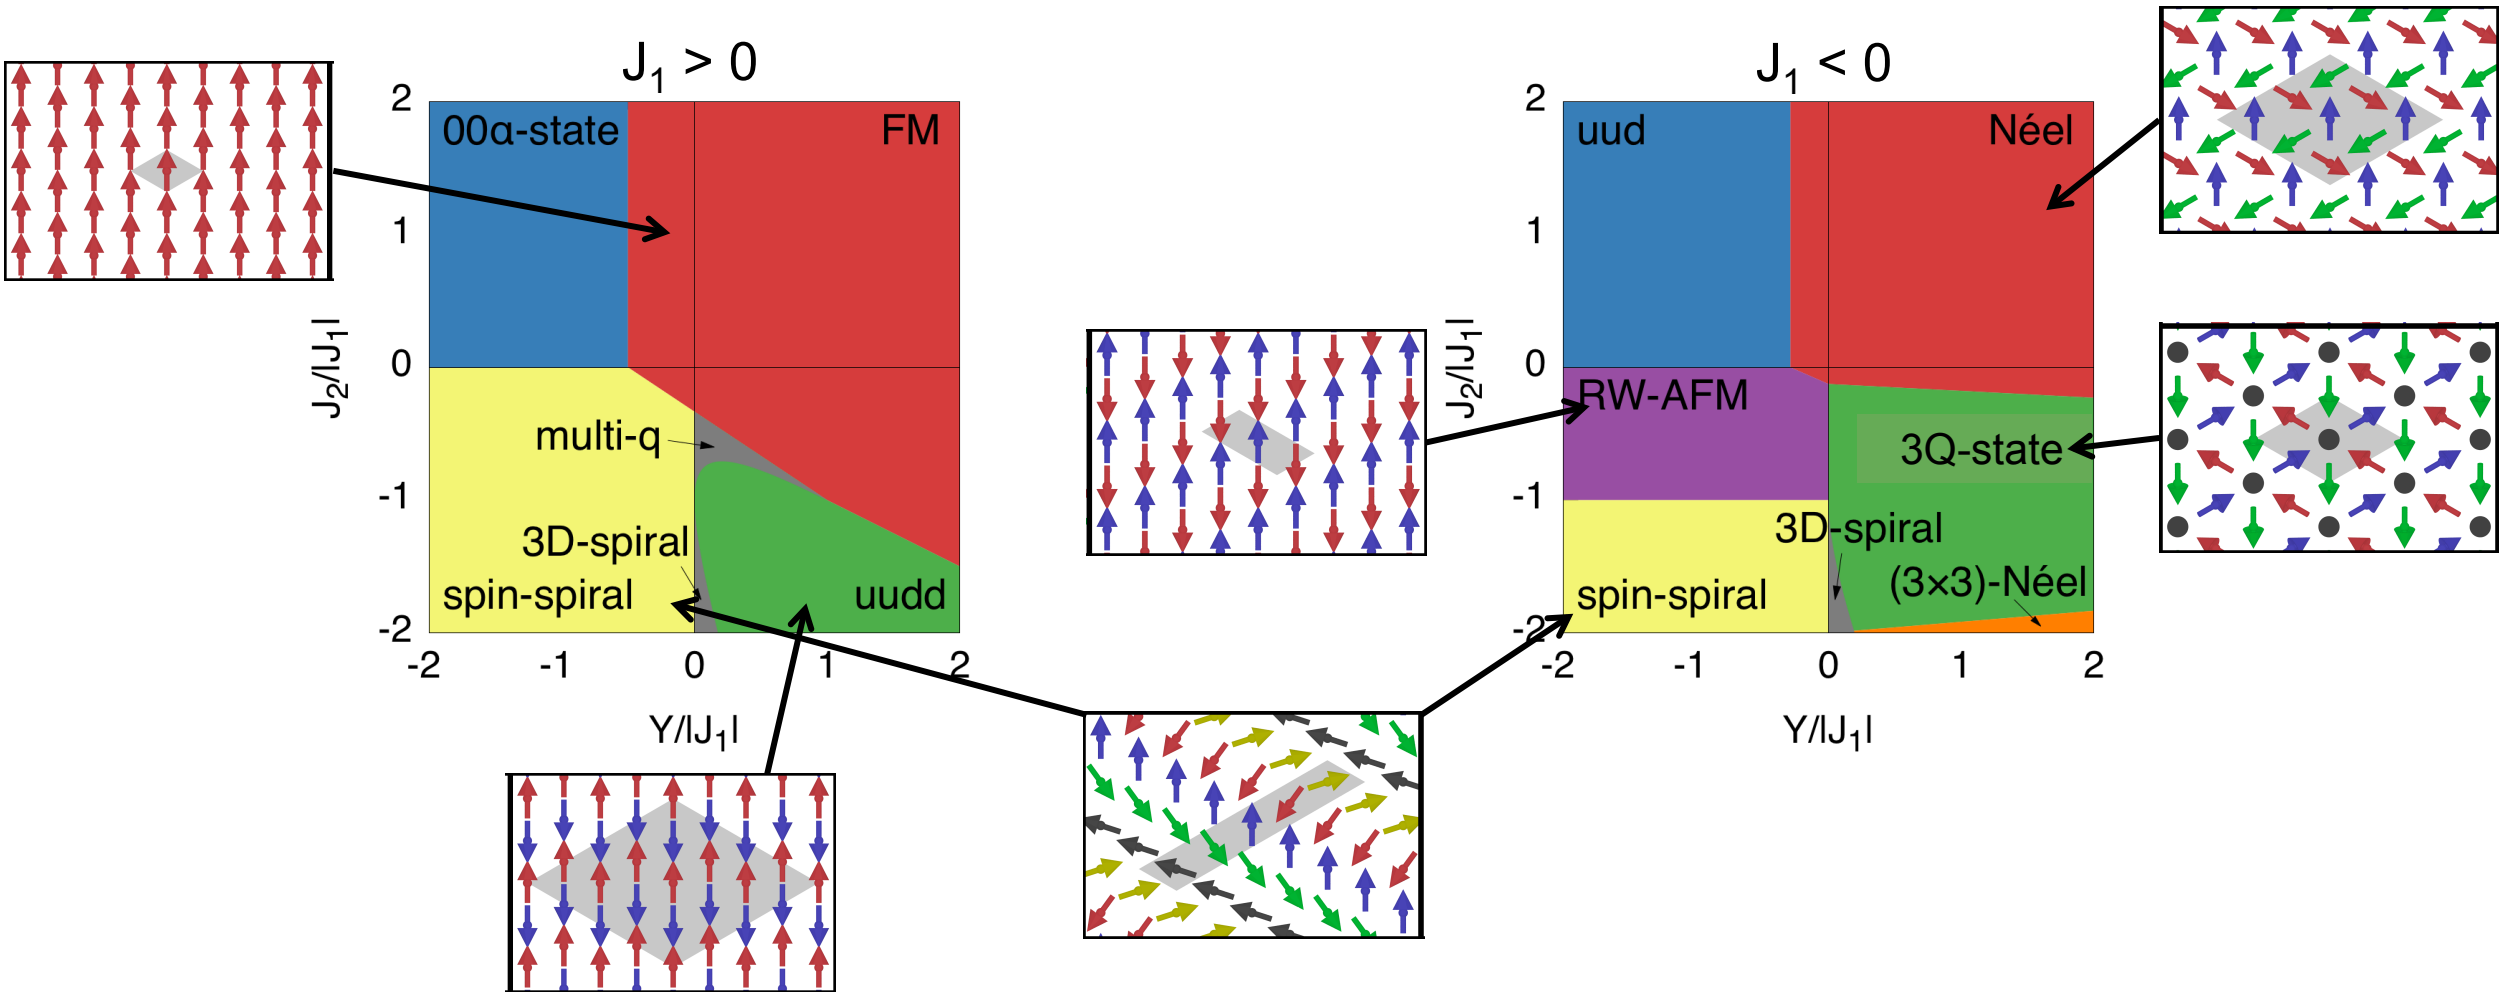 J1 > 0
2
00α-state
FM
1
0
J2/|J1|
multi-q
-1
3D-spiral
spin-spiral
uudd
-2
-2
-1
0
1
2
Y/|J1|
J1 < 0
2
uud
Néel
1
0
J2/|J1|
RW-AFM
3Q-state
-1
3D-spiral
(3×3)-Néel
spin-spiral
-2
-2
-1
0
1
2
Y/|J1|